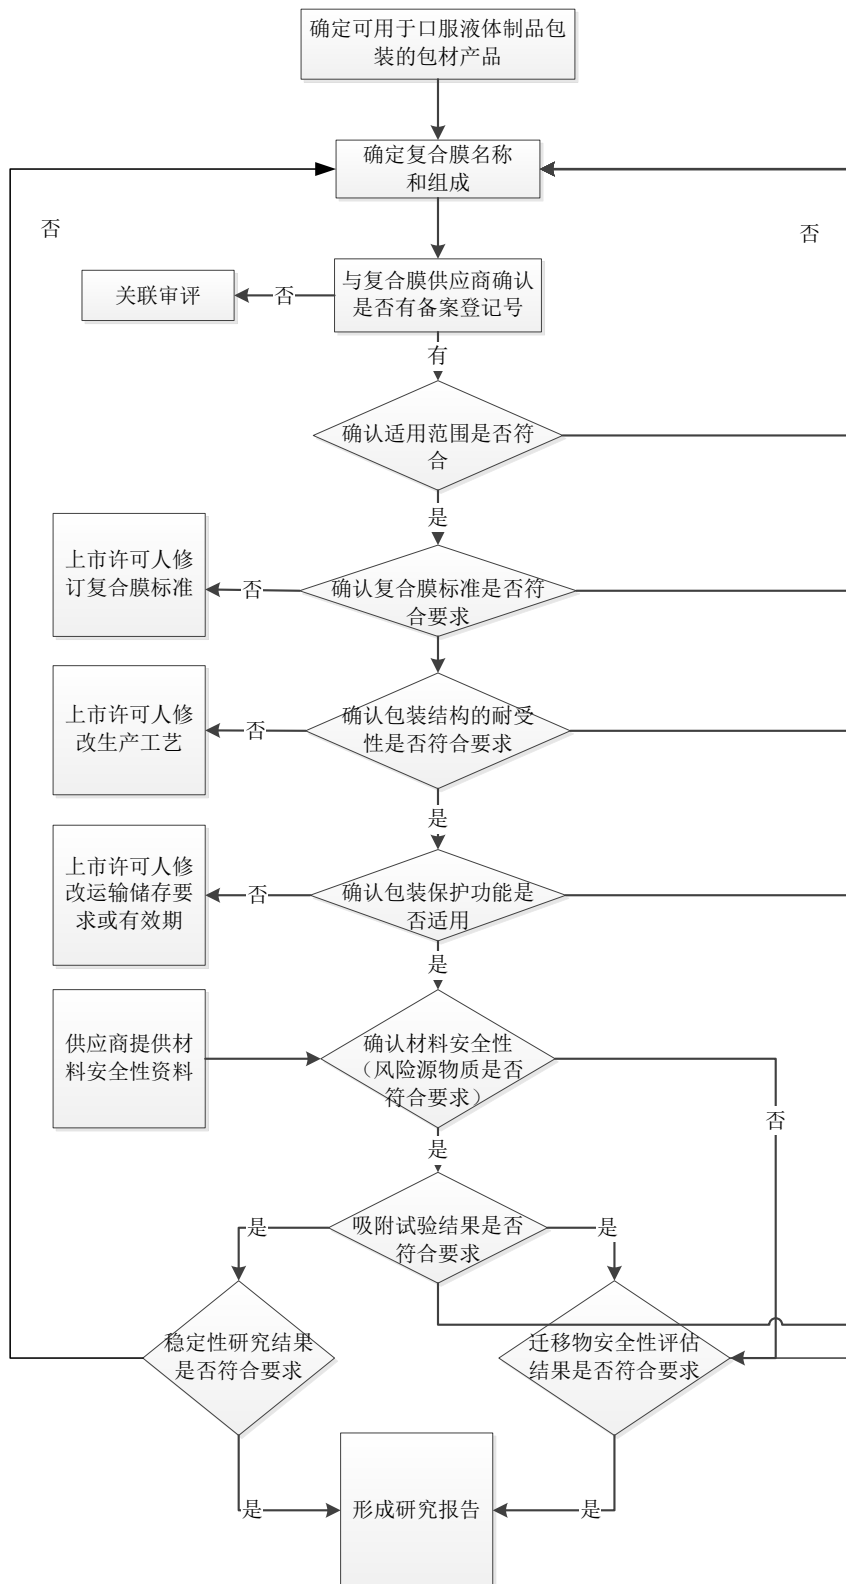 确定可用于口服液体制品包
装的包材产品
确定复合膜名称
和组成
否
否
与复合膜供应商确认
是否有备案登记号
否
关联审评
有
确认适用范围是否符
合
是
上市许可人修
订复合膜标准
否
确认复合膜标准是否符
合要求
上市许可人修
改生产工艺
否
确认包装结构的耐受
性是否符合要求
是
上市许可人修
改运输储存要
求或有效期
否
确认包装保护功能是
否适用
是
供应商提供材
料安全性资料
确认材料安全性
（风险源物质是否
符合要求）
否
是
是
吸附试验结果是否
符合要求
是
稳定性研究结果
是否符合要求
迁移物安全性评估
结果是否符合要求
是
形成研究报告
是